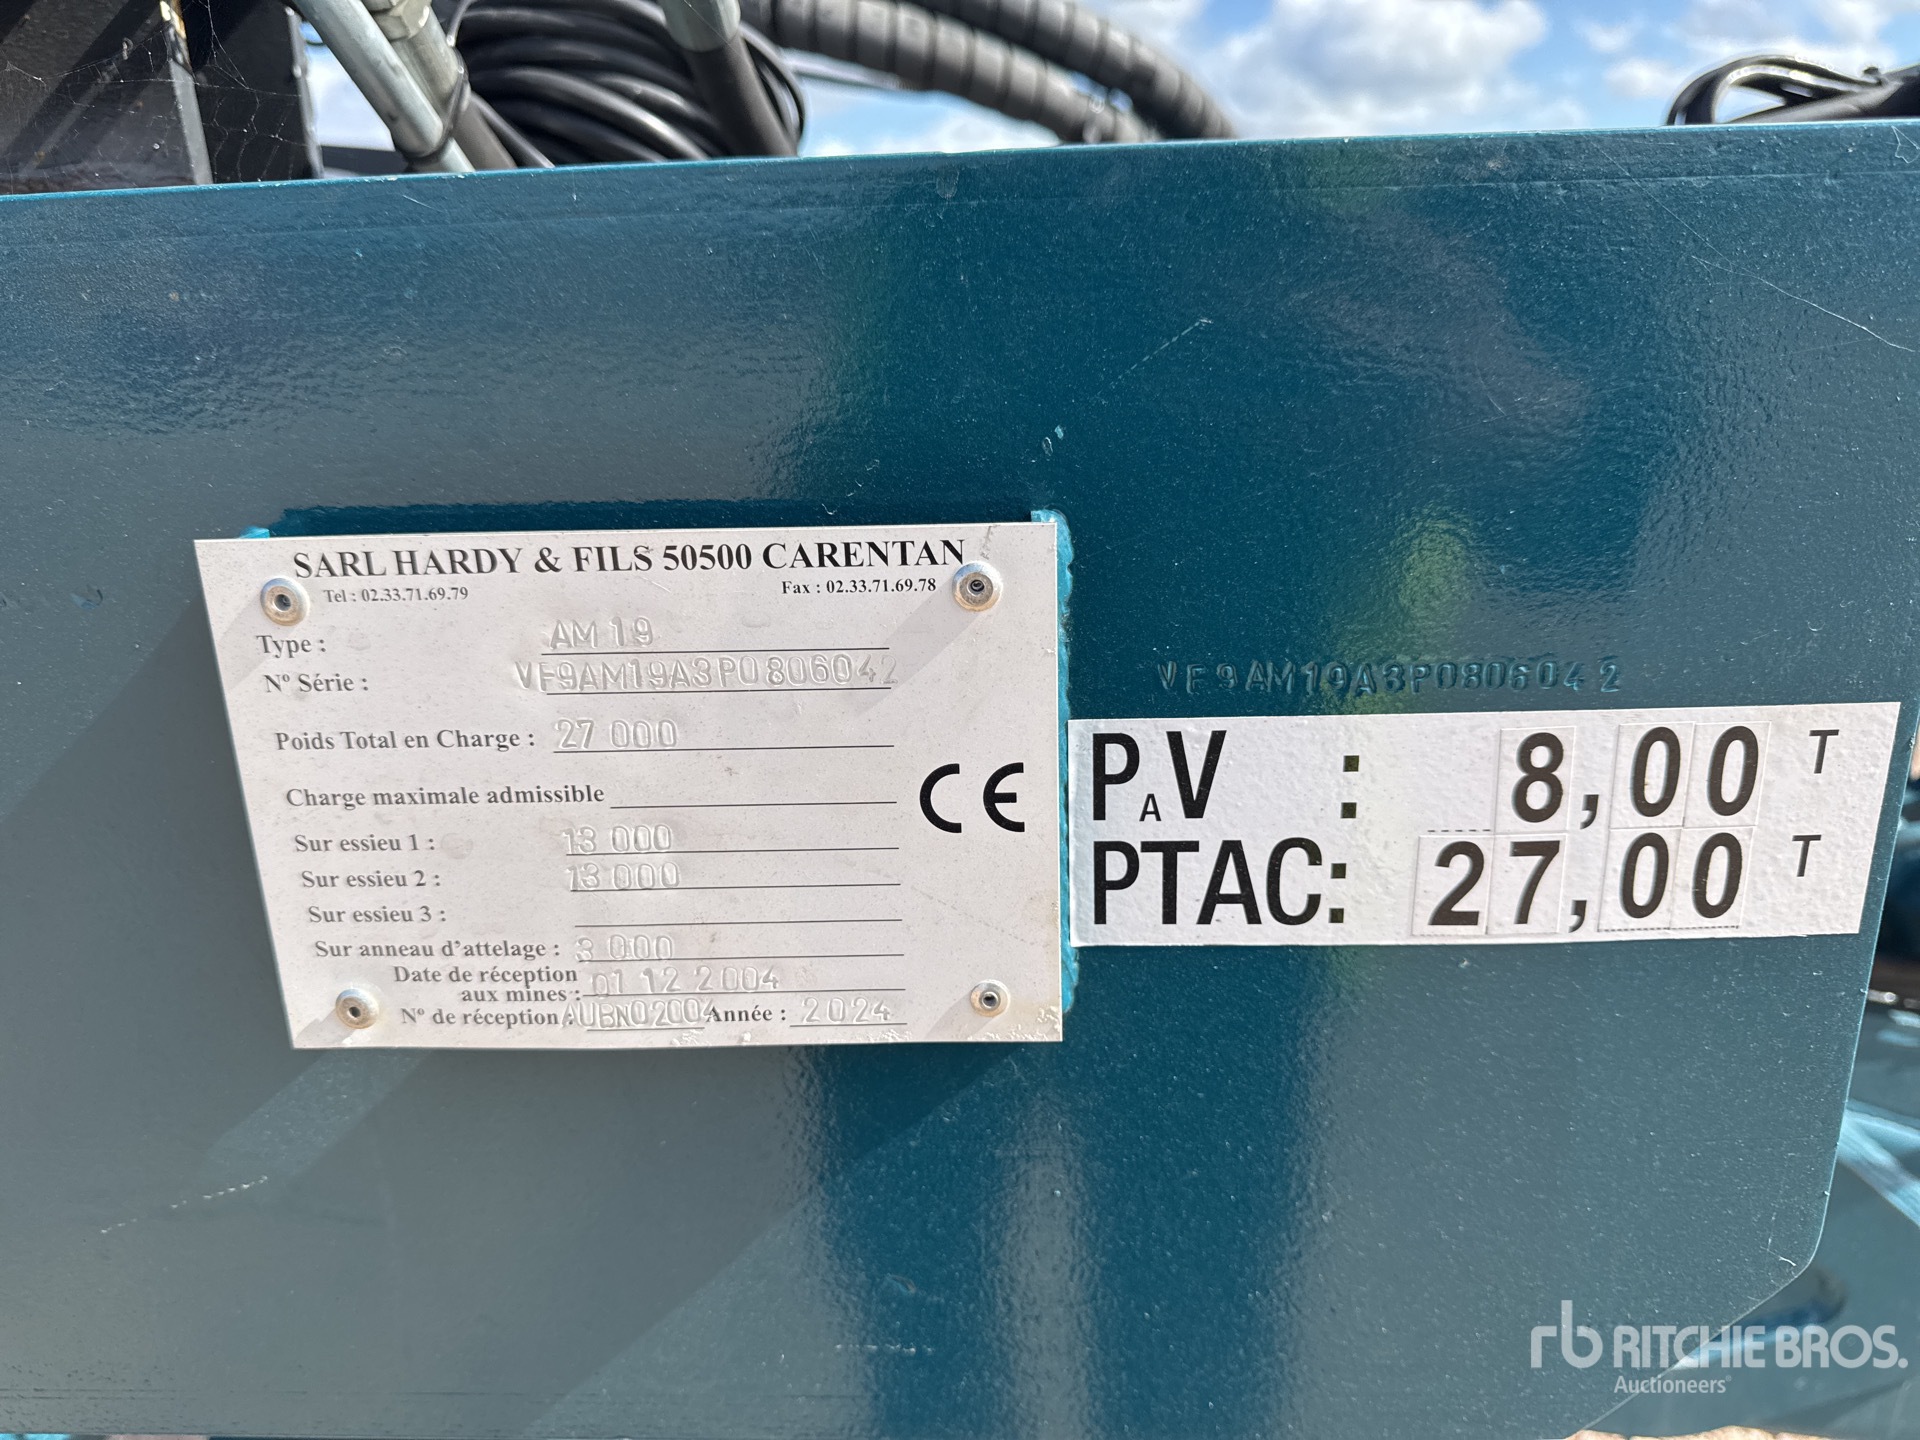 SARL HARDY & FILS 50500 CARENTAN
Tel : 02.33.71.69.79 Fax : 02.33.71.69.78
Type : AM 19
N° Série : VF9AM19A3P0806042
Poids Total en Charge : 27 000
Charge maximale admissible
Sur essieu 1 : 13 000
Sur essieu 2 : 13 000
Sur essieu 3 :
Sur anneau d'attelage : 3 000
Date de réception
aux mines : 01 12 2004
N° de réception : AUBN02004 Année : 2024
CE
VF9AM19A3P0806042
PAV : 8,00 T
PTAC: 27,00 T
rb RITCHIE BROS.
Auctioneers